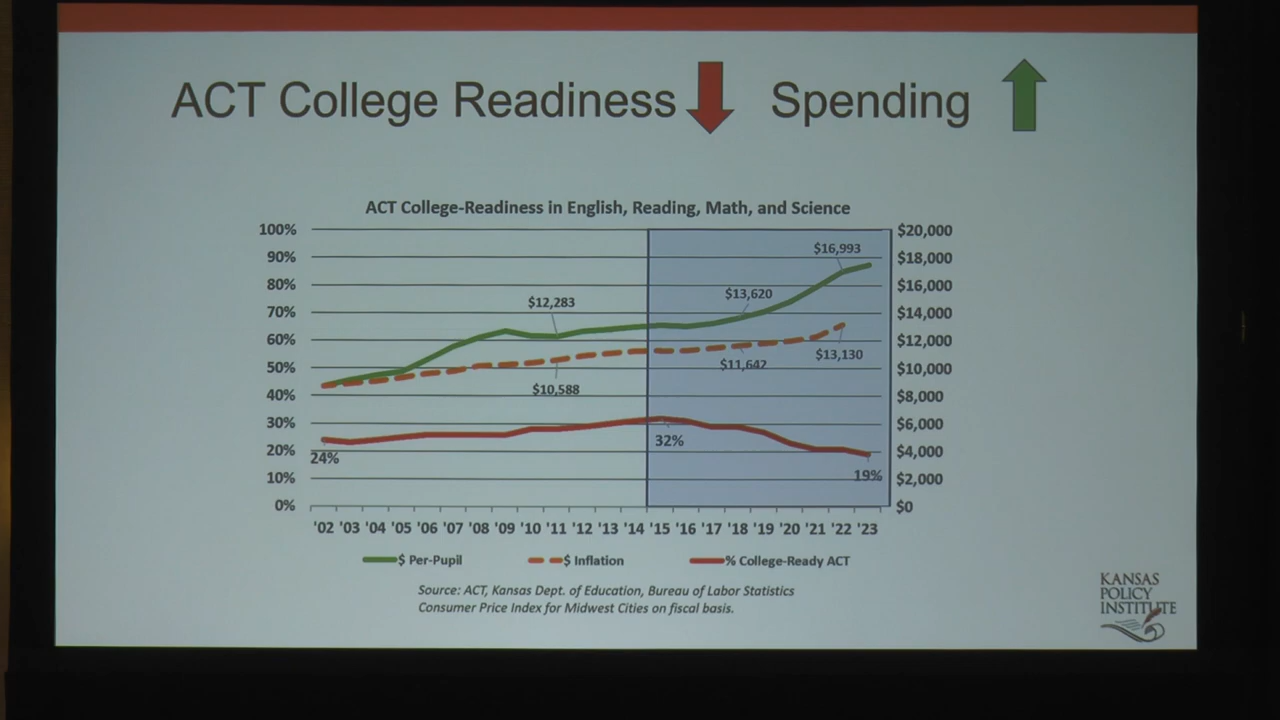 ACT College Readiness Spending
ACT College-Readiness in English, Reading, Math, and Science
100% $20,000
90% $18,000
80% $16,000
70% $14,000
60% $12,000
50% $10,000
40% $8,000
30% $6,000
20% $4,000
10% $2,000
0% $0
$16,993
$13,620
$12,283
$13,130
$11,642
$10,588
32%
24%
19%
'02 '03 '04 '05 '06 '07 '08 '09 '10 '11 '12 '13 '14 '15 '16 '17 '18 '19 '20 '21 '22 '23
$ Per-Pupil $ Inflation % College-Ready ACT
Source: ACT, Kansas Dept. of Education, Bureau of Labor Statistics
Consumer Price Index for Midwest Cities on fiscal basis.
KANSAS
POLICY
INSTITUTE